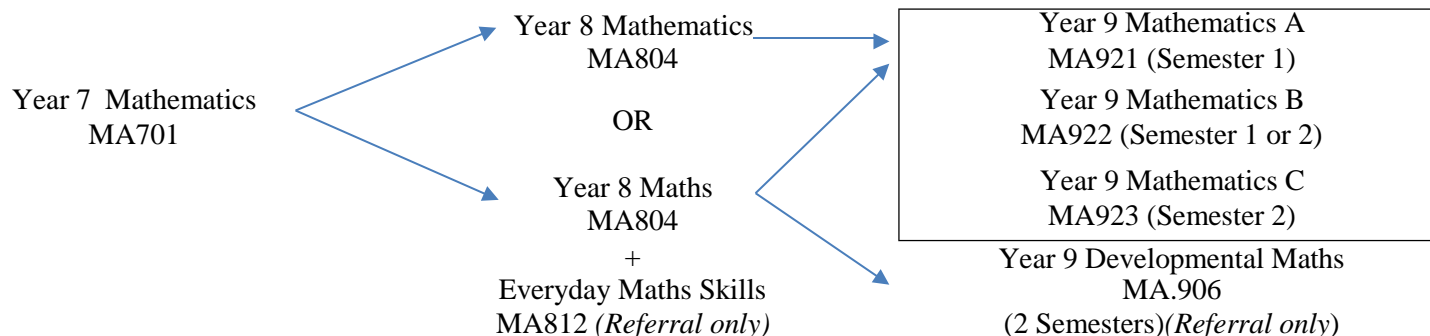 Year 7  Mathematics
MA701
Year 8 Mathematics
MA804
OR
Year 8 Maths
MA804
+
Everyday Maths Skills
MA812 (Referral only)
Year 9 Mathematics A
MA921 (Semester 1)
Year 9 Mathematics B
MA922 (Semester 1 or 2)
Year 9 Mathematics C
MA923 (Semester 2)
Year 9 Developmental Maths
MA.906
(2 Semesters)(Referral only)